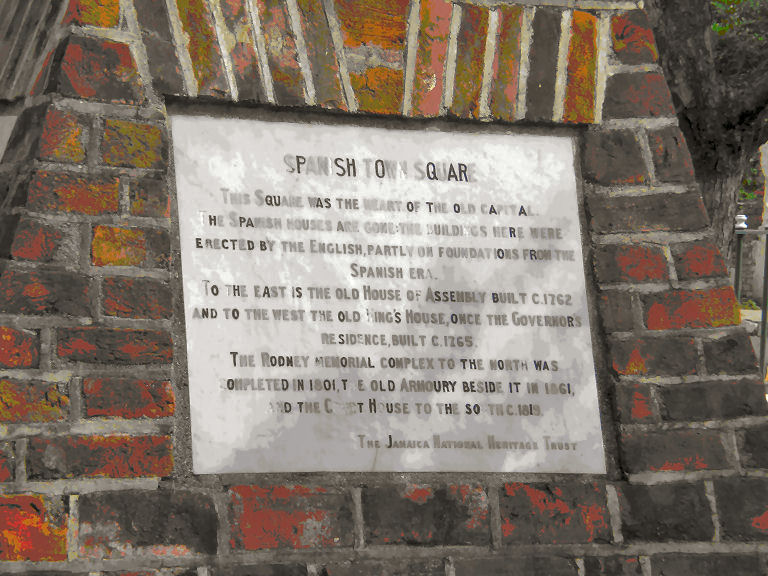 SPANISH TOWN SQUARE
THIS SQUARE WAS THE HEART OF THE OLD CAPITAL.
THE SPANISH HOUSES ARE GONE:THE BUILDINGS HERE WERE
ERECTED BY THE ENGLISH,PARTLY ON FOUNDATIONS FROM THE
SPANISH ERA.
TO THE EAST IS THE OLD HOUSE OF ASSEMBLY BUILT C.1762
AND TO THE WEST THE OLD KING'S HOUSE,ONCE THE GOVERNOR'S
RESIDENCE,BUILT C.1265.
THE RODNEY MEMORIAL COMPLEX TO THE NORTH WAS
COMPLETED IN 1801,THE OLD ARMOURY BESIDE IT IN 1861,
AND THE COURT HOUSE TO THE SOUTH C.1819.
THE JAMAICA NATIONAL HERITAGE TRUST